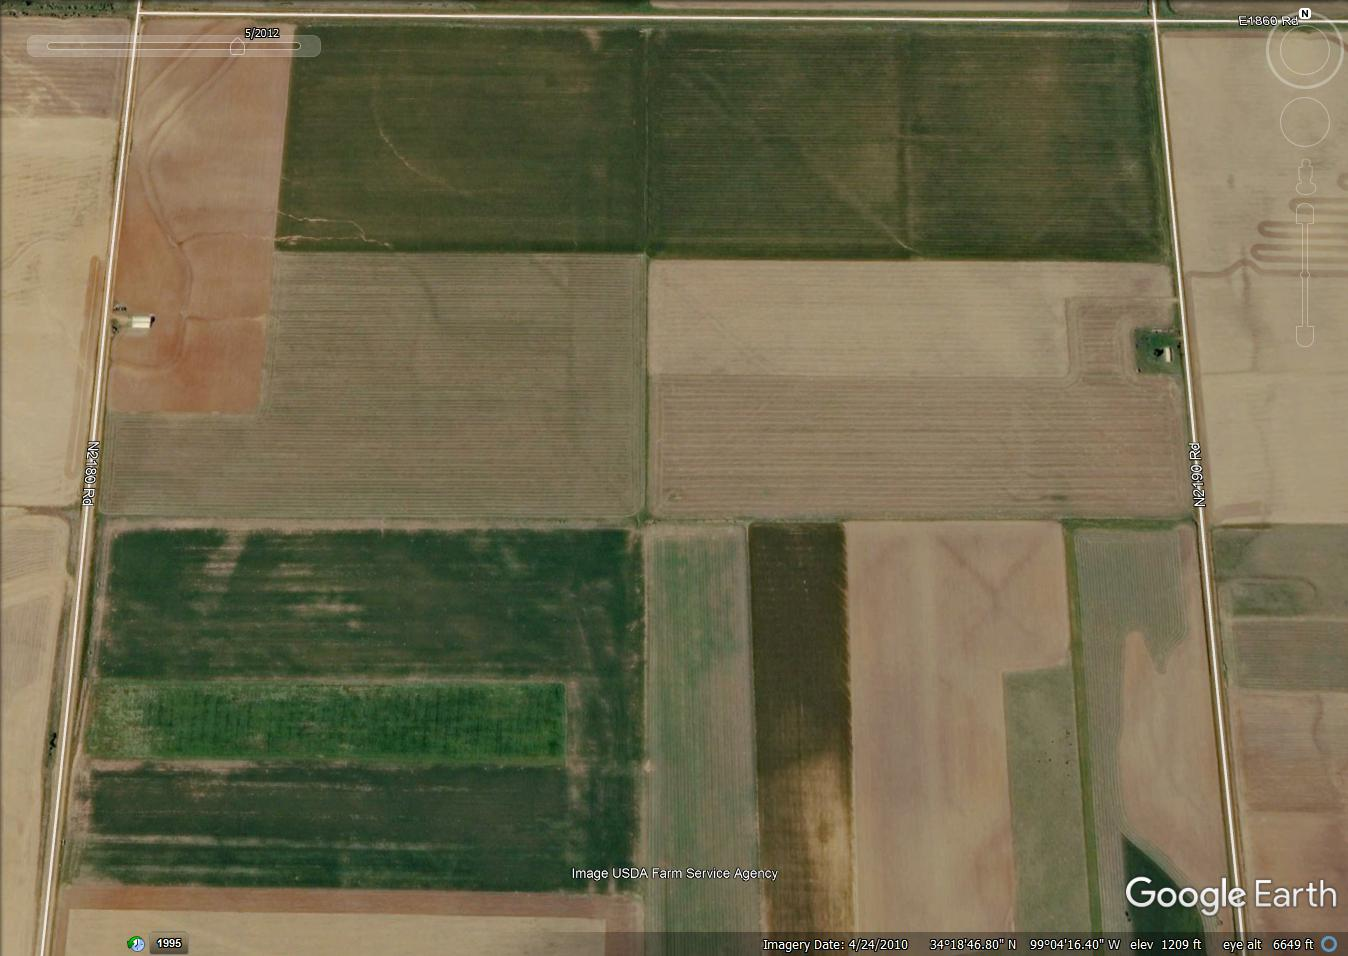 E1860 Rd
N
5/2012
N2180 Rd
N2190 Rd
Image USDA Farm Service Agency
Google Earth
1995
Imagery Date: 4/24/2010 34°18'46.80" N 99°04'16.40" W elev 1209 ft eye alt 6649 ft